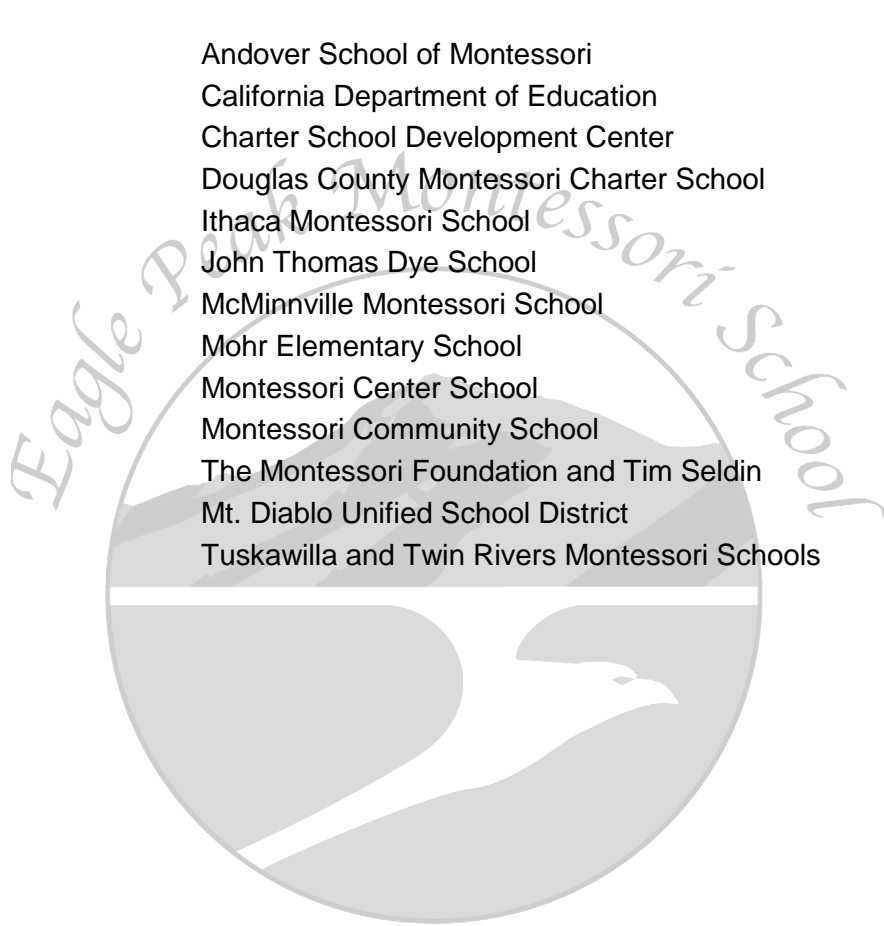 Andover School of Montessori
California Department of Education
Charter School Development Center
Douglas County Montessori Charter School
Ithaca Montessori School
John Thomas Dye School
McMinnville Montessori School
Mohr Elementary School
Montessori Center School
Montessori Community School
The Montessori Foundation and Tim Seldin
Mt. Diablo Unified School District
Tuskawilla and Twin Rivers Montessori Schools
Eagle Peak Montessori School